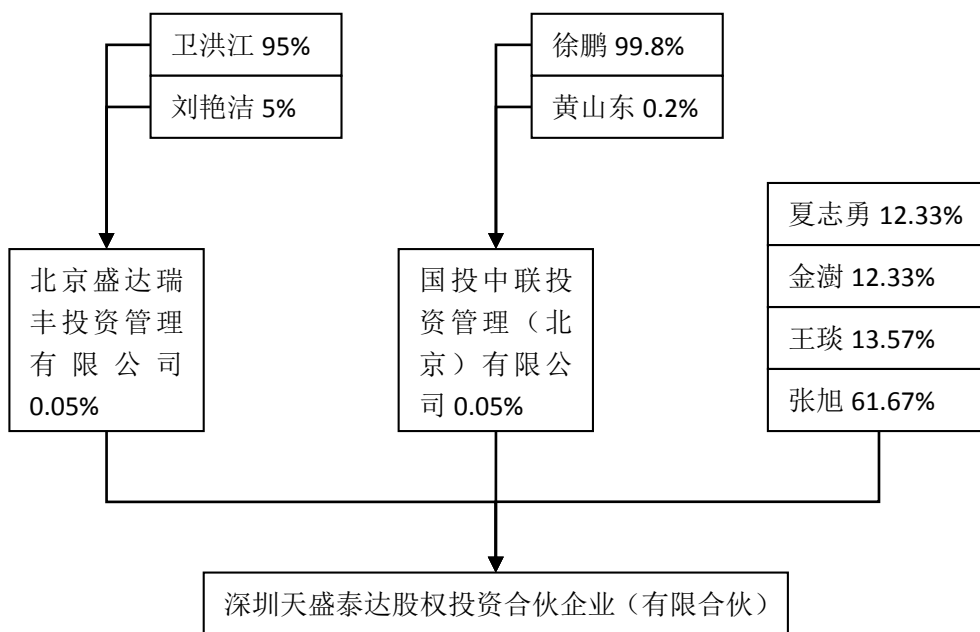 卫洪江 95%
刘艳洁 5%
徐鹏 99.8%
黄山东 0.2%
夏志勇 12.33%
金澍 12.33%
王琰 13.57%
张旭 61.67%
北京盛达瑞
丰投资管理
有限公司
0.05%
国投中联投
资管理（北
京）有限公
司 0.05%
深圳天盛泰达股权投资合伙企业（有限合伙）